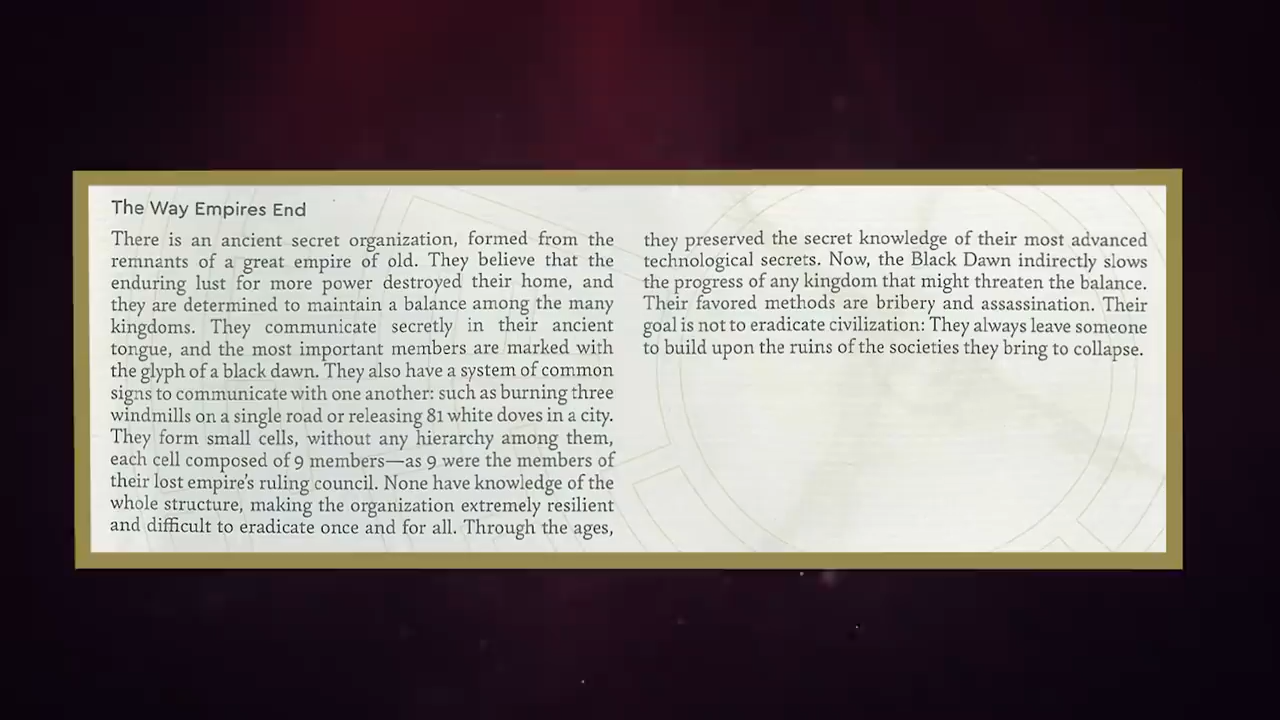 The Way Empires End
There is an ancient secret organization, formed from the
remnants of a great empire of old. They believe that the
enduring lust for more power destroyed their home, and
they are determined to maintain a balance among the many
kingdoms. They communicate secretly in their ancient
tongue, and the most important members are marked with
the glyph of a black dawn. They also have a system of common
signs to communicate with one another: such as burning three
windmills on a single road or releasing 81 white doves in a city.
They form small cells, without any hierarchy among them,
each cell composed of 9 members—as 9 were the members of
their lost empire's ruling council. None have knowledge of the
whole structure, making the organization extremely resilient
and difficult to eradicate once and for all. Through the ages,
they preserved the secret knowledge of their most advanced
technological secrets. Now, the Black Dawn indirectly slows
the progress of any kingdom that might threaten the balance.
Their favored methods are bribery and assassination. Their
goal is not to eradicate civilization: They always leave someone
to build upon the ruins of the societies they bring to collapse.